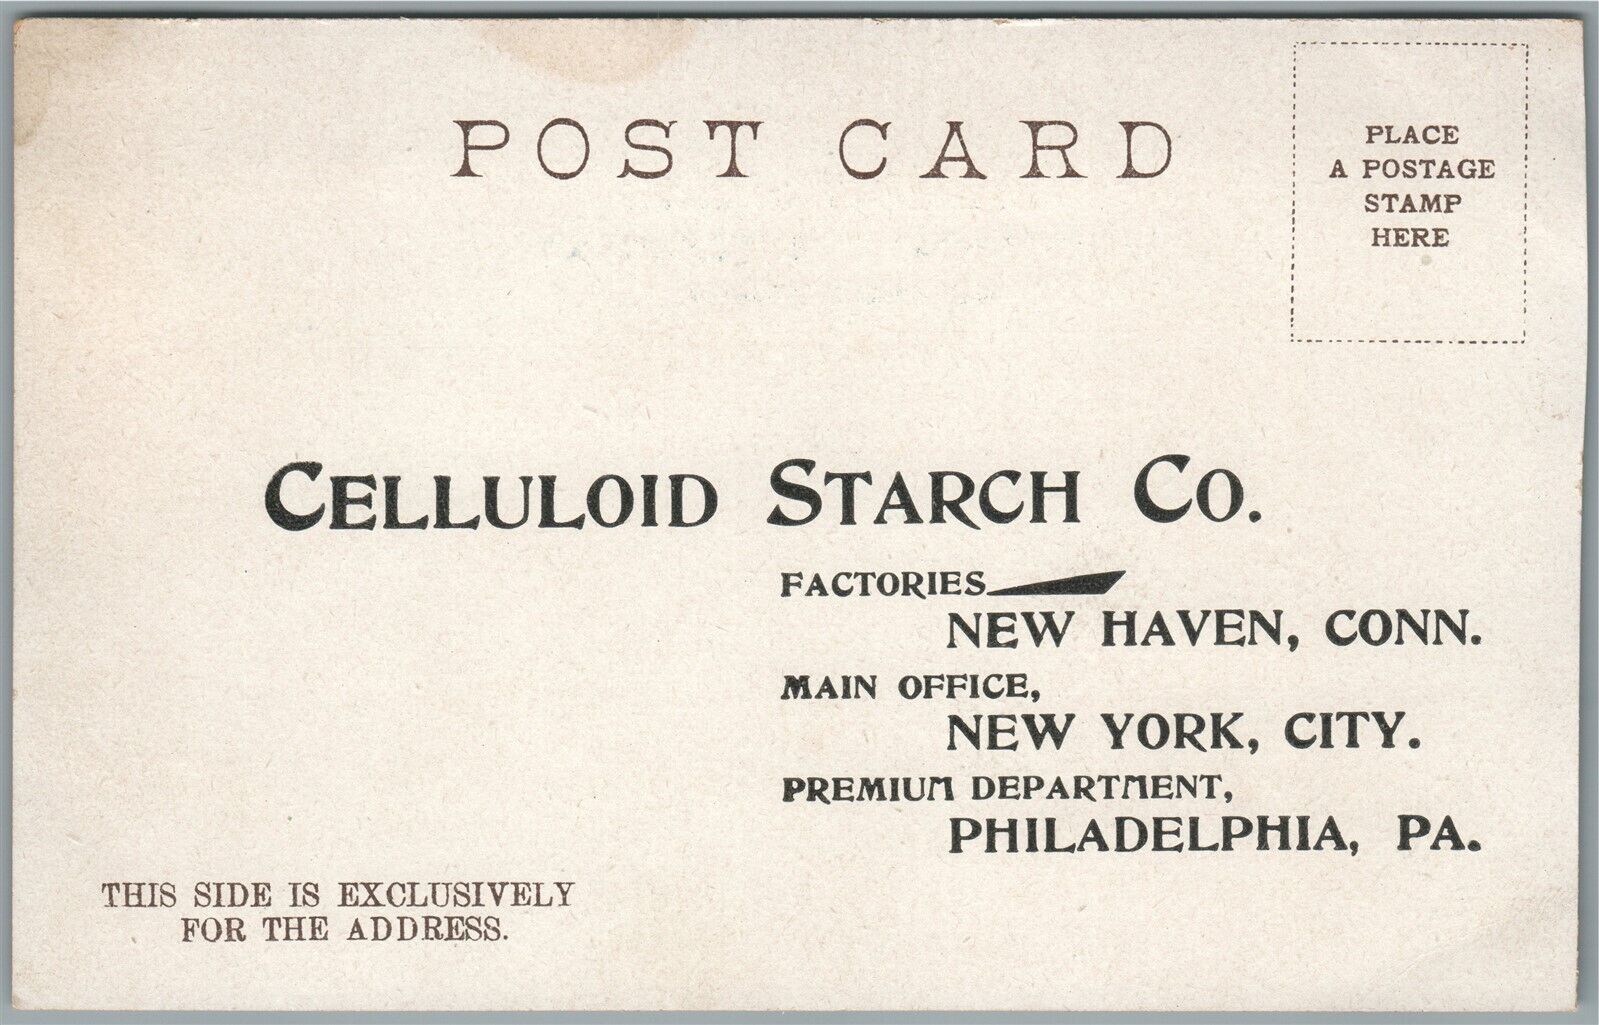 POST CARD
PLACE
A POSTAGE
STAMP
HERE
CELLULOID STARCH CO.
FACTORIES
NEW HAVEN, CONN.
MAIN OFFICE,
NEW YORK, CITY.
PREMIUM DEPARTMENT,
PHILADELPHIA, PA.
THIS SIDE IS EXCLUSIVELY
FOR THE ADDRESS.